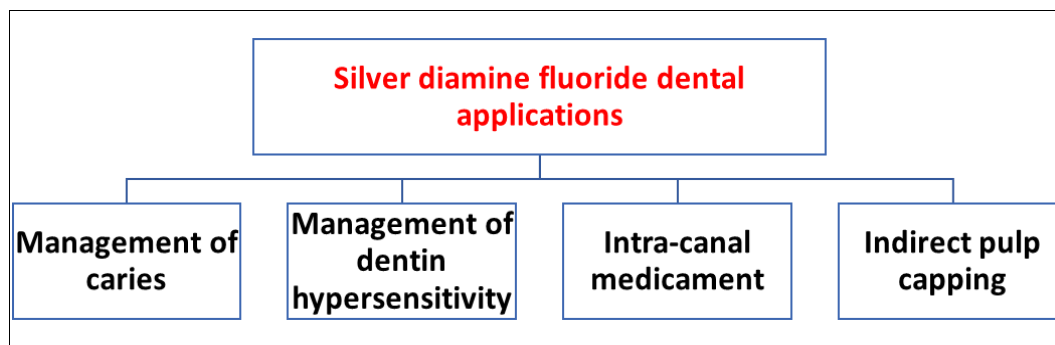 Silver diamine fluoride dental
applications
Management of
caries
Management of
dentin
hypersensitivity
Intra-canal
medicament
Indirect pulp
capping